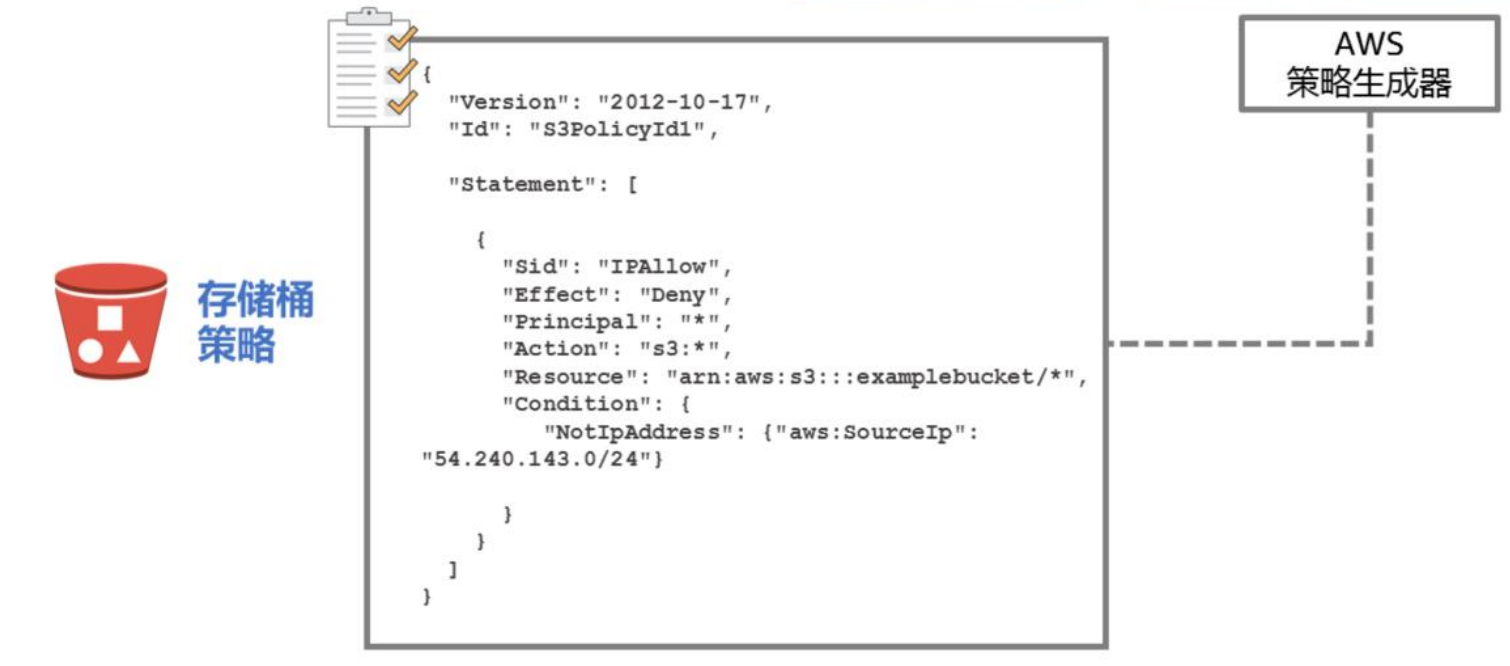 AWS
策略生成器
{
"Version": "2012-10-17",
"Id": "S3PolicyId1",
"Statement": [
{
"Sid": "IPAllow",
"Effect": "Deny",
"Principal": "*",
"Action": "s3:*",
"Resource": "arn:aws:s3:::examplebucket/*",
"Condition": {
"NotIpAddress": {"aws:SourceIp":
"54.240.143.0/24"}
}
}
]
}
存储桶
策略